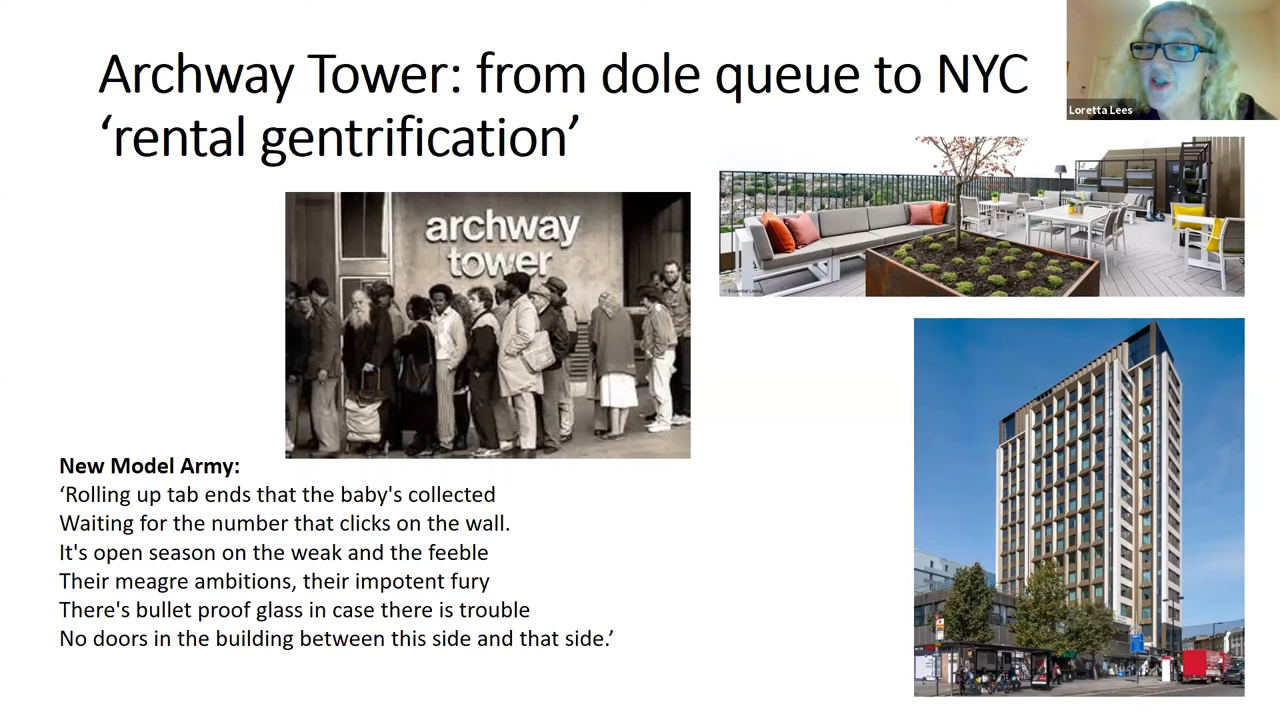 Archway Tower: from dole queue to NYC
‘rental gentrification’
Loretta Lees
archway
tower
© Essential Living
New Model Army:
‘Rolling up tab ends that the baby's collected
Waiting for the number that clicks on the wall.
It's open season on the weak and the feeble
Their meagre ambitions, their impotent fury
There's bullet proof glass in case there is trouble
No doors in the building between this side and that side.’